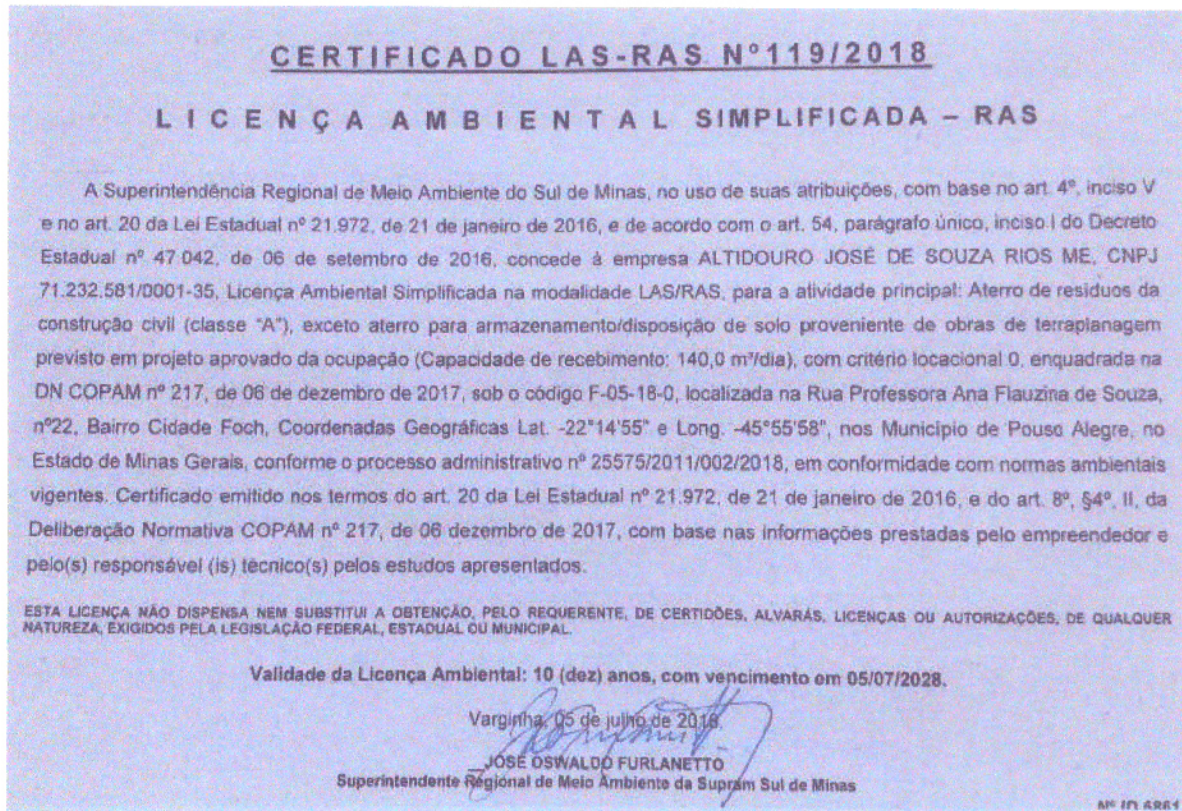 CERTIFICADO LAS-RAS Nº119/2018
LICENÇA AMBIENTAL SIMPLIFICADA – RAS
A Superintendência Regional de Meio Ambiente do Sul de Minas, no uso de suas atribuições, com base no art. 4º, inciso V
e no art. 20 da Lei Estadual nº 21.972, de 21 de janeiro de 2016, e de acordo com o art. 54, parágrafo único, inciso I do Decreto
Estadual nº 47.042, de 06 de setembro de 2016, concede à empresa ALTIDOURO JOSÉ DE SOUZA RIOS ME, CNPJ
71.232.581/0001-35, Licença Ambiental Simplificada na modalidade LAS/RAS, para a atividade principal: Aterro de resíduos da
construção civil (classe "A"), exceto aterro para armazenamento/disposição de solo proveniente de obras de terraplanagem
previsto em projeto aprovado da ocupação (Capacidade de recebimento: 140,0 m³/dia), com critério locacional 0, enquadrada na
DN COPAM nº 217, de 06 de dezembro de 2017, sob o código F-05-18-0, localizada na Rua Professora Ana Flauzina de Souza,
nº22, Bairro Cidade Foch, Coordenadas Geográficas Lat. -22°14'55" e Long. -45°55'58", nos Município de Pouso Alegre, no
Estado de Minas Gerais, conforme o processo administrativo nº 25575/2011/002/2018, em conformidade com normas ambientais
vigentes. Certificado emitido nos termos do art. 20 da Lei Estadual nº 21.972, de 21 de janeiro de 2016, e do art. 8º, §4º, II, da
Deliberação Normativa COPAM nº 217, de 06 dezembro de 2017, com base nas informações prestadas pelo empreendedor e
pelo(s) responsável (is) técnico(s) pelos estudos apresentados.
ESTA LICENÇA NÃO DISPENSA NEM SUBSTITUI A OBTENÇÃO, PELO REQUERENTE, DE CERTIDÕES, ALVARÁS, LICENÇAS OU AUTORIZAÇÕES, DE QUALQUER
NATUREZA, EXIGIDOS PELA LEGISLAÇÃO FEDERAL, ESTADUAL OU MUNICIPAL.
Validade da Licença Ambiental: 10 (dez) anos, com vencimento em 05/07/2028.
Varginha, 05 de julho de 2018.
JOSÉ OSWALDO FURLANETTO
Superintendente Regional de Meio Ambiente da Supram Sul de Minas